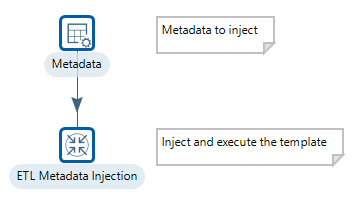 Metadata to inject
Metadata
Inject and execute the template
ETL Metadata Injection